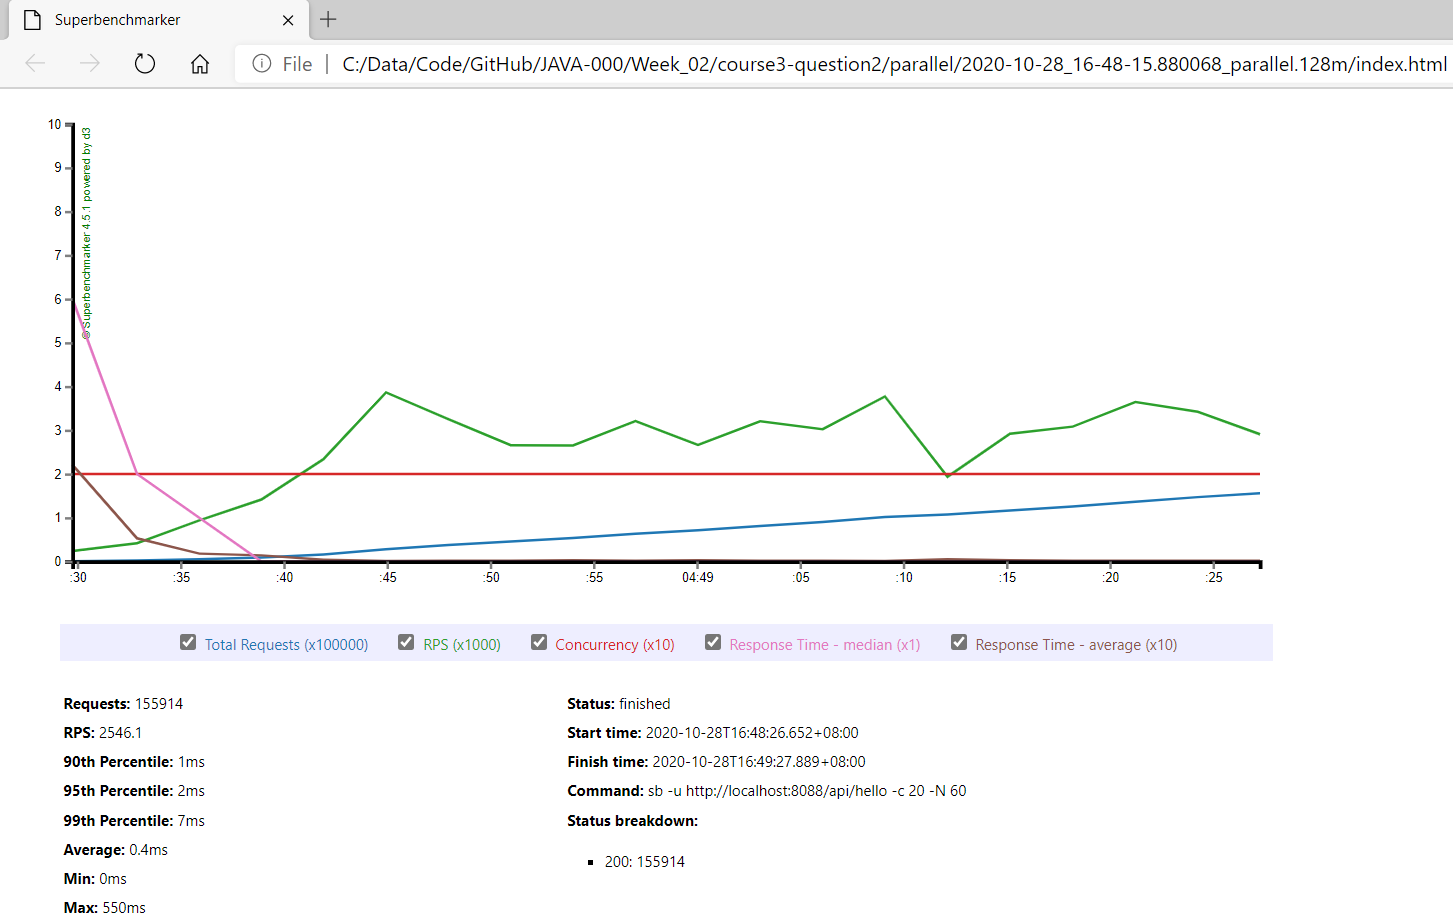 Superbenchmarker
File | C:/Data/Code/GitHub/JAVA-000/Week_02/course3-question2/parallel/2020-10-28_16-48-15.880068_parallel.128m/index.html
© Superbenchmarker 4.5.1 powered by d3
10
9
8
7
6
5
4
3
2
1
0
:30 :35 :40 :45 :50 :55 04:49 :05 :10 :15 :20 :25
Total Requests (x100000) RPS (x1000) Concurrency (x10) Response Time - median (x1) Response Time - average (x10)
Requests: 155914
RPS: 2546.1
90th Percentile: 1ms
95th Percentile: 2ms
99th Percentile: 7ms
Average: 0.4ms
Min: 0ms
Max: 550ms
Status: finished
Start time: 2020-10-28T16:48:26.652+08:00
Finish time: 2020-10-28T16:49:27.889+08:00
Command: sb -u http://localhost:8088/api/hello -c 20 -N 60
Status breakdown:
200: 155914